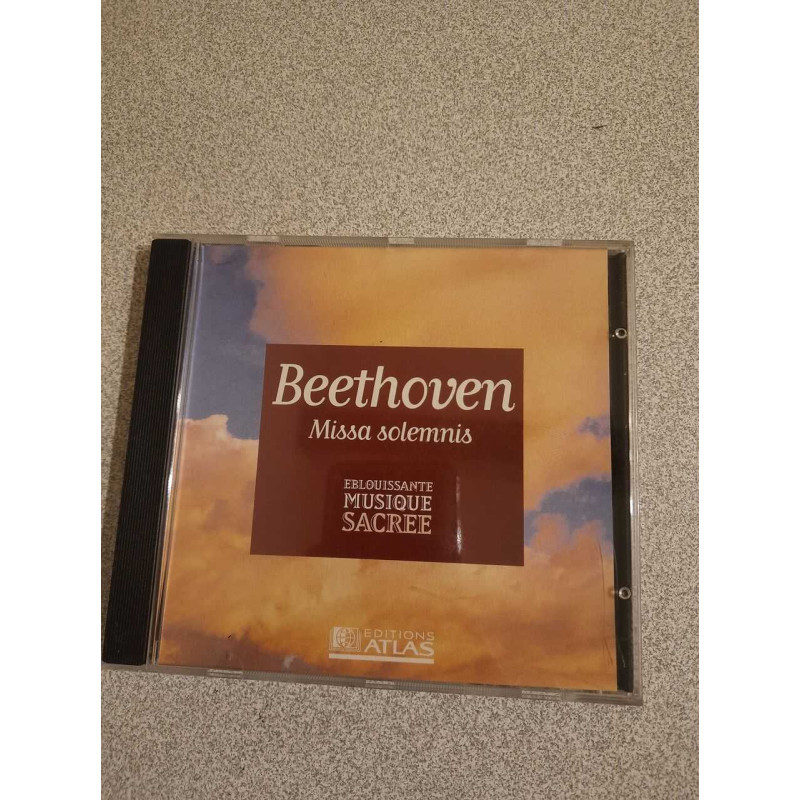 Beethoven
Missa solemnis
EBLOUISSANTE
MUSIQUE
SACREE
EDITIONS
ATLAS